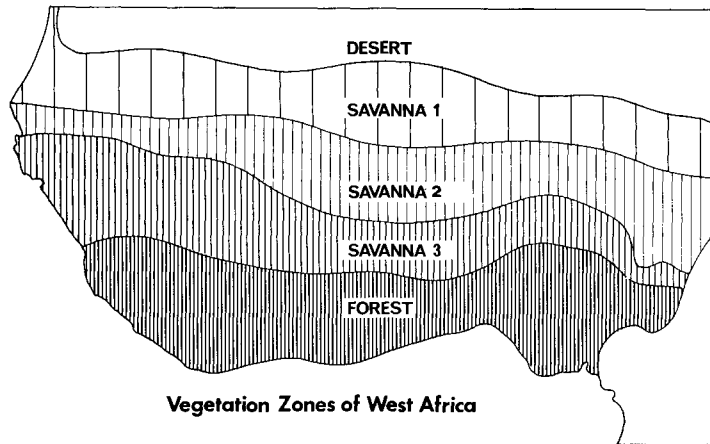 DESERT
SAVANNA 1
SAVANNA 2
SAVANNA 3
FOREST
Vegetation Zones of West Africa